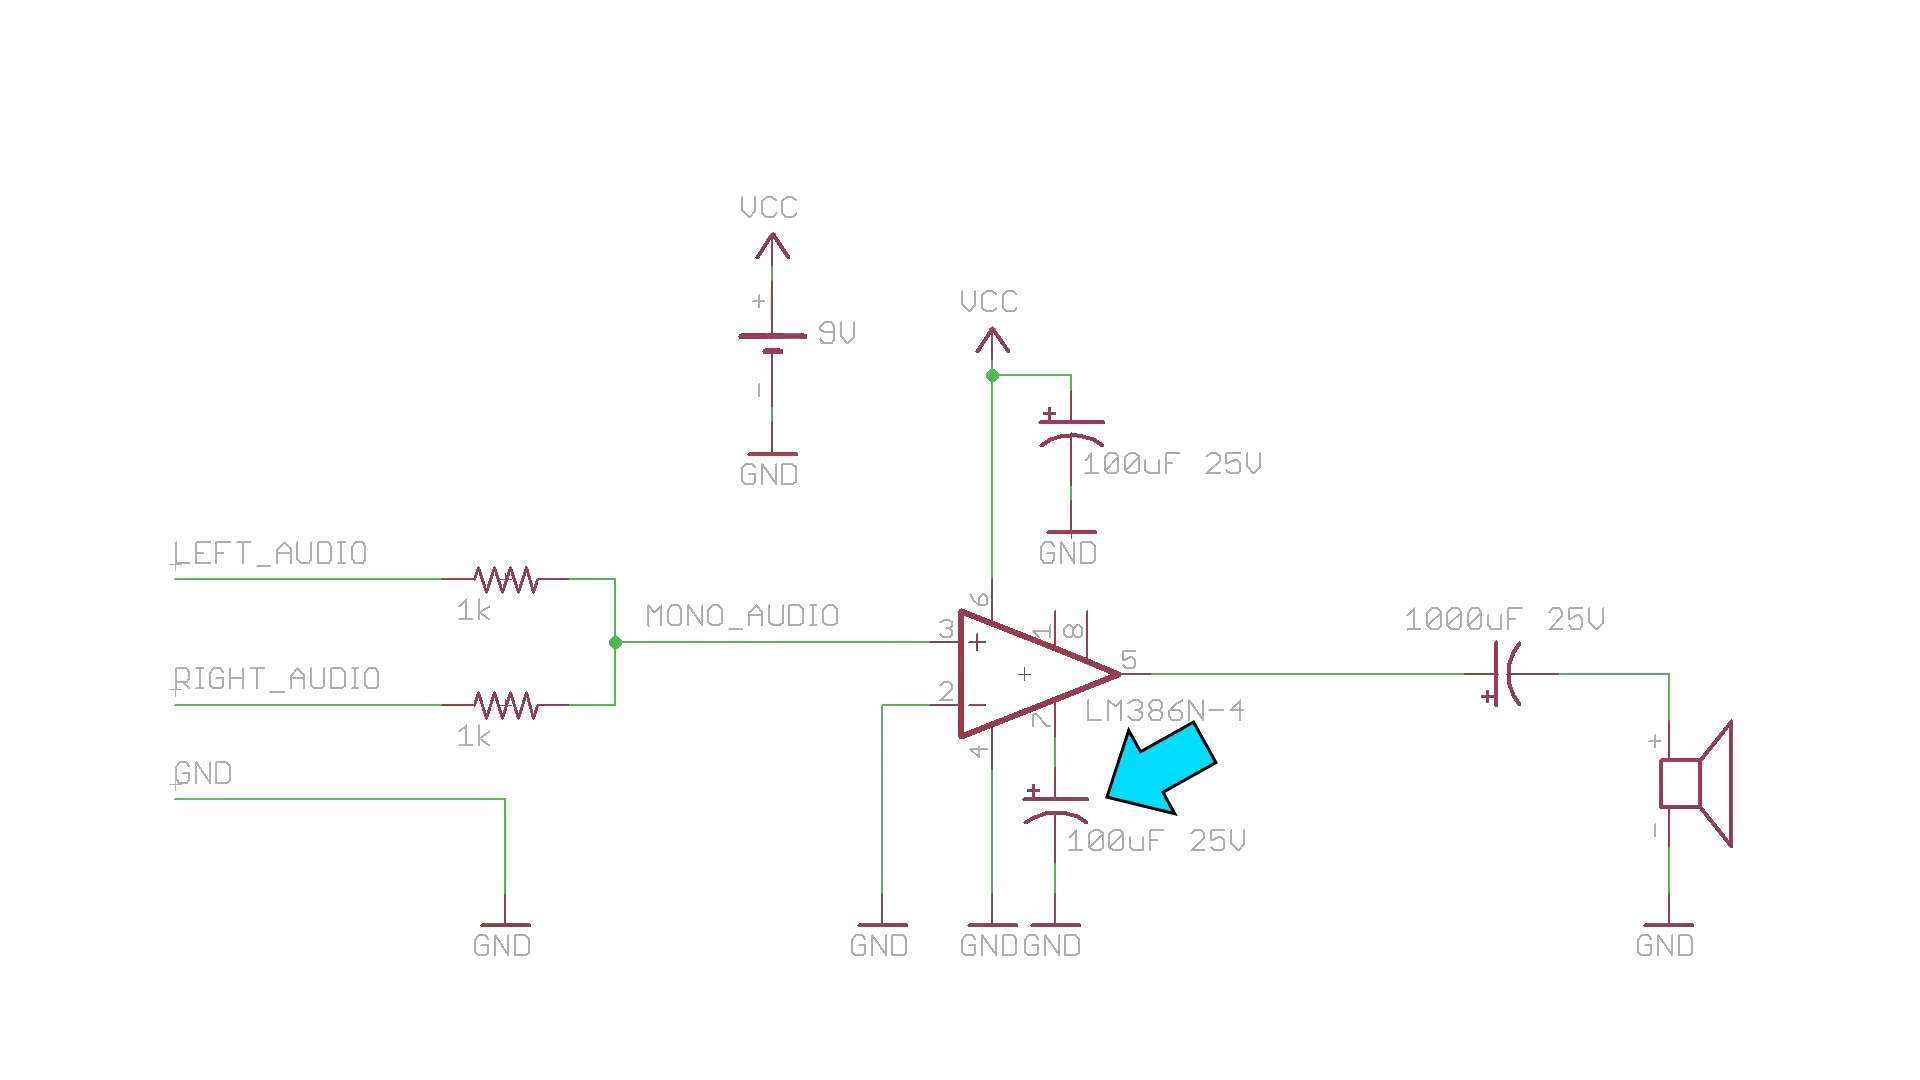 VCC
+
9V
-
GND
VCC
+
100uF 25V
GND
LEFT_AUDIO
1k
RIGHT_AUDIO
1k
GND
GND
MONO_AUDIO
6
3
+
1
8
2
-
5
LM386N-4
7
4
+
100uF 25V
GND
GND
GND
1000uF 25V
+
+
-
GND